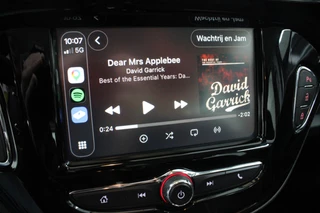 10:07
5G
Dear Mrs Applebee
David Garrick
Best of the Essential Years: Da...
Wachtrij en Jam
David
Garrick
0:24
-2:02